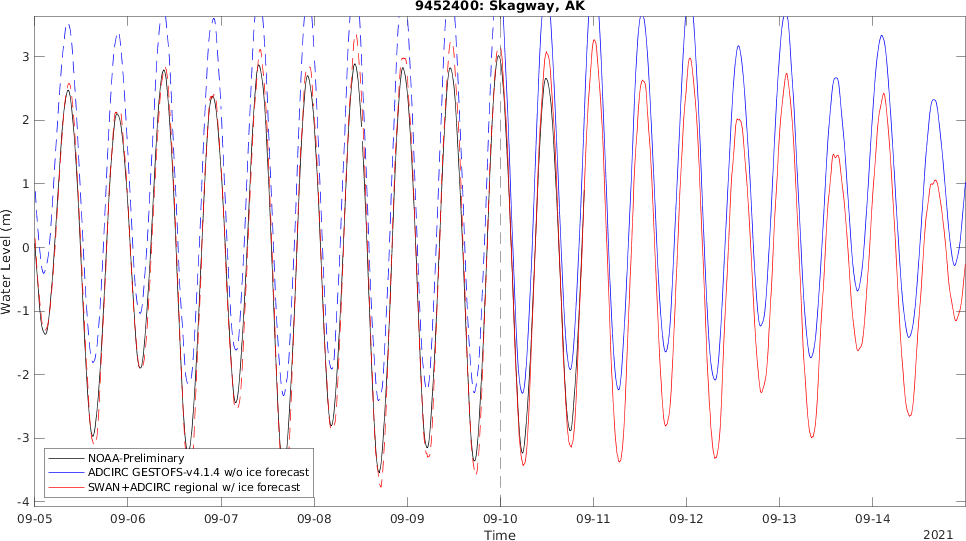 9452400: Skagway, AK
3
2
1
0
-1
-2
-3
-4
Water Level (m)
NOAA-Preliminary
ADCIRC GESTOFS-v4.1.4 w/o ice forecast
SWAN+ADCIRC regional w/ ice forecast
09-05 09-06 09-07 09-08 09-09 09-10 09-11 09-12 09-13 09-14
Time
2021